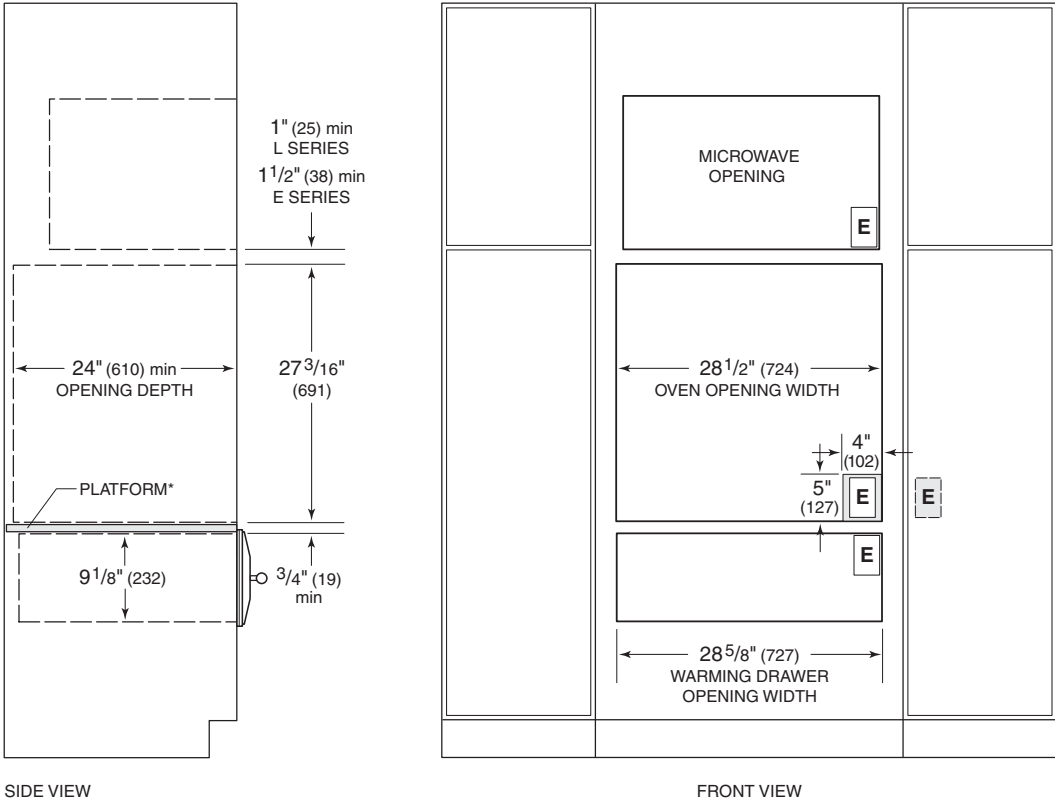 1" (25) min
L SERIES
1 1/2" (38) min
E SERIES
24" (610) min
OPENING DEPTH
27 3/16"
(691)
PLATFORM*
9 1/8" (232)
3/4" (19)
min
SIDE VIEW
MICROWAVE
OPENING
E
28 1/2" (724)
OVEN OPENING WIDTH
4"
(102)
5"
(127)
E
E
E
28 5/8" (727)
WARMING DRAWER
OPENING WIDTH
FRONT VIEW